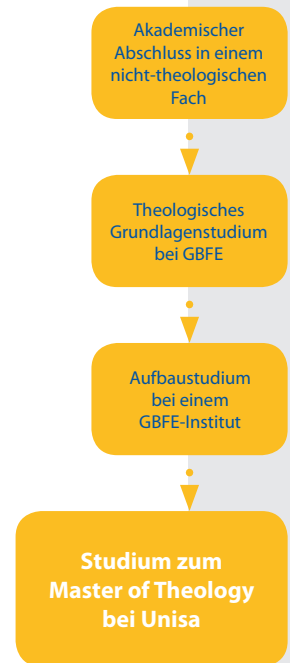 Akademischer
Abschluss in einem
nicht-theologischen
Fach
Theologisches
Grundlagenstudium
bei GBFE
Aufbaustudium
bei einem
GBFE-Institut
Studium zum
Master of Theology
bei Unisa